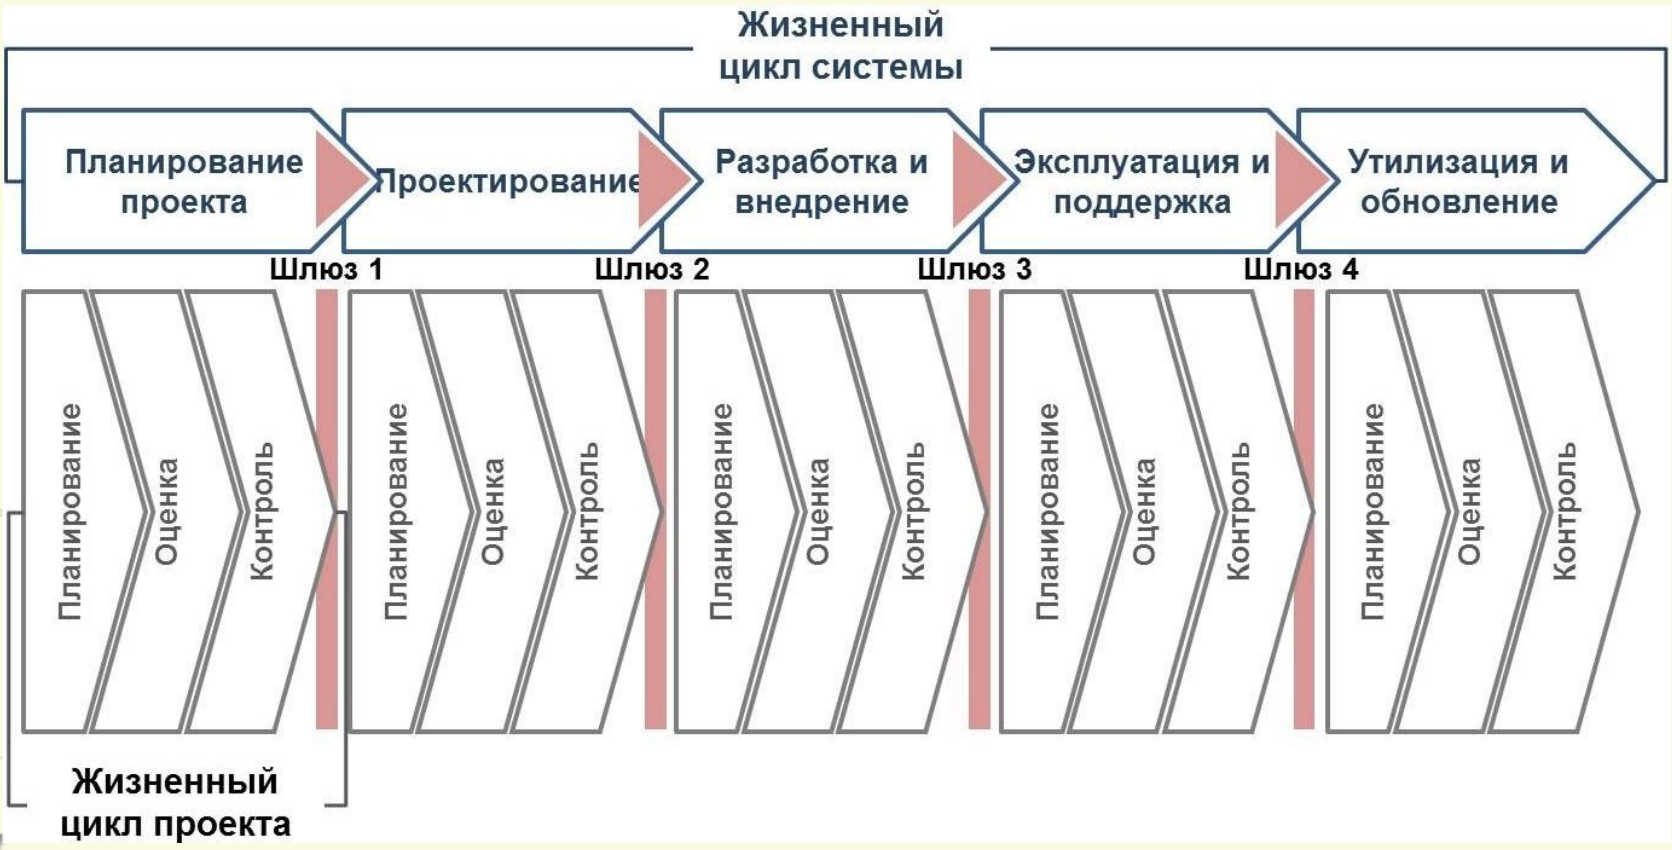 Жизненный
цикл системы
Планирование
проекта
Проектирование
Разработка и
внедрение
Эксплуатация и
поддержка
Утилизация и
обновление
Шлюз 1
Шлюз 2
Шлюз 3
Шлюз 4
Планирование
Оценка
Контроль
Планирование
Оценка
Контроль
Планирование
Оценка
Контроль
Планирование
Оценка
Контроль
Планирование
Оценка
Контроль
Жизненный
цикл проекта